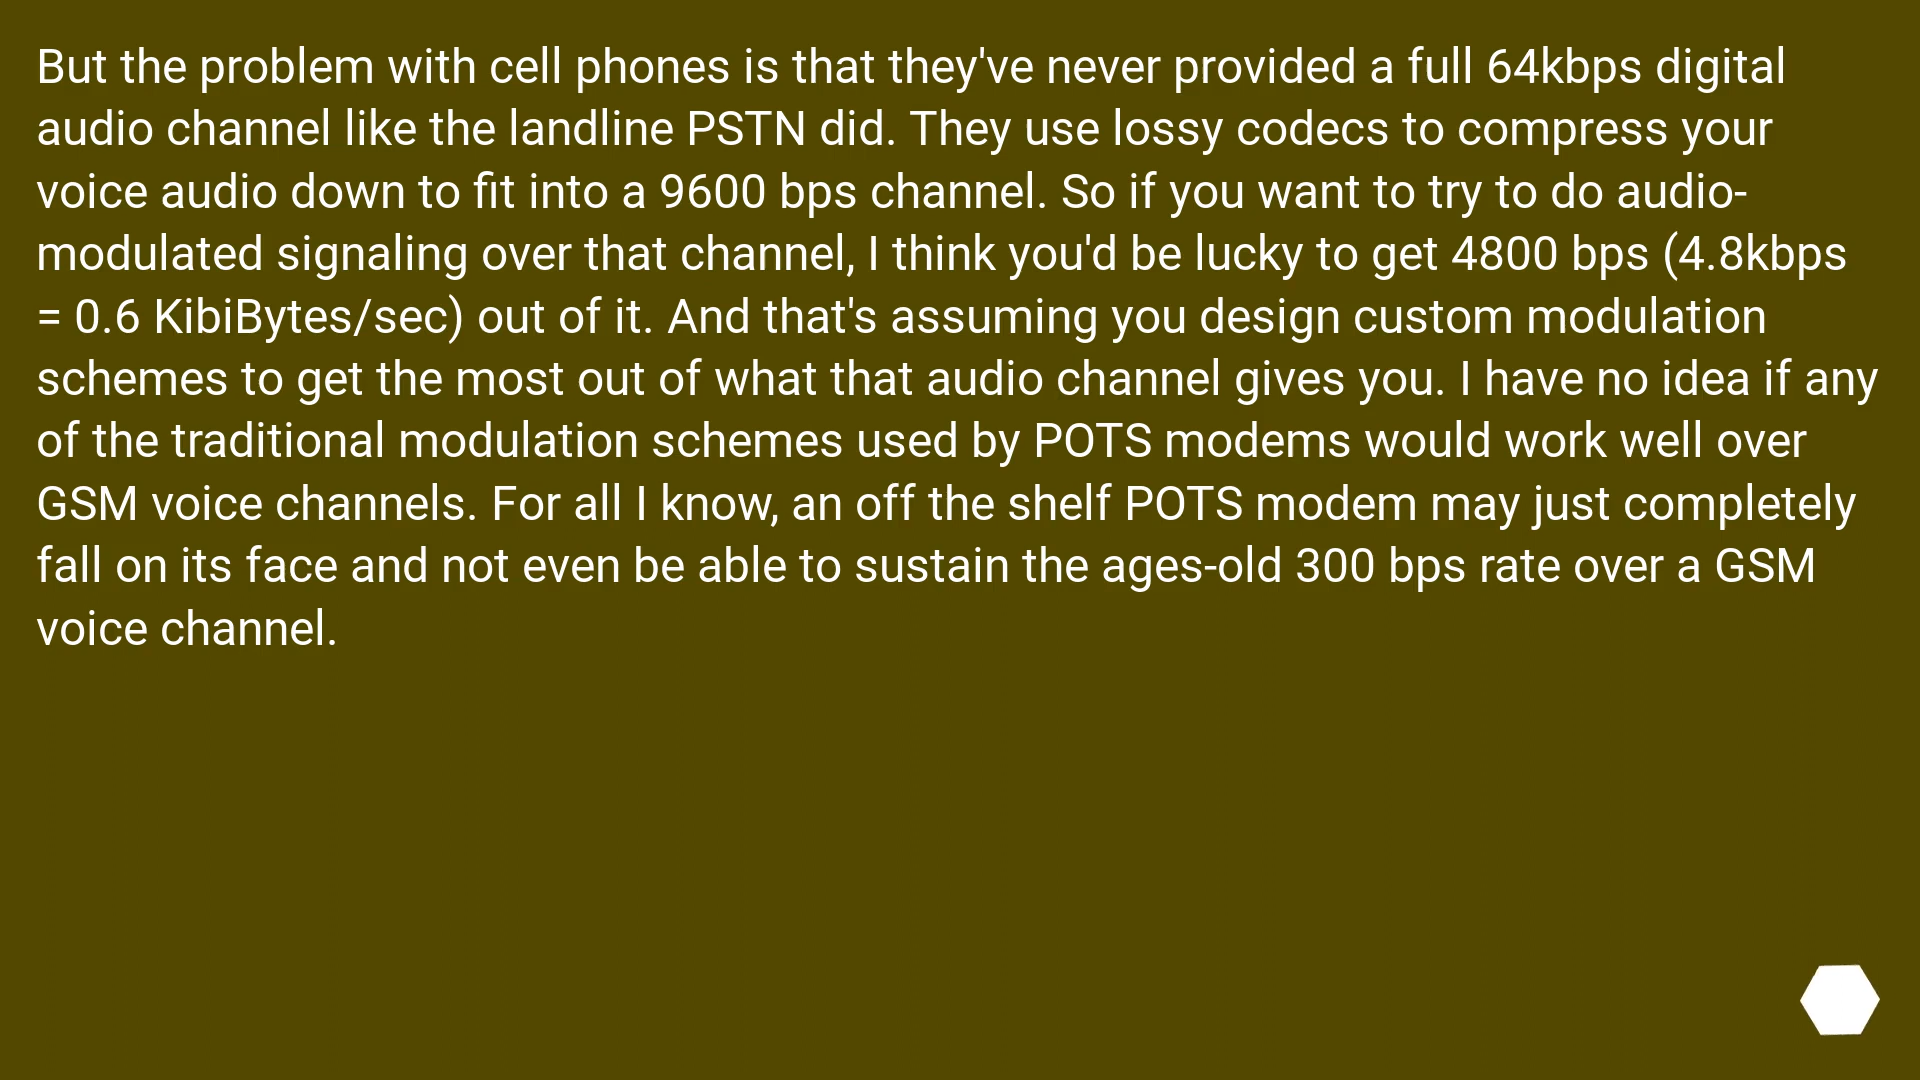 But the problem with cell phones is that they've never provided a full 64kbps digital
audio channel like the landline PSTN did. They use lossy codecs to compress your
voice audio down to fit into a 9600 bps channel. So if you want to try to do audio-
modulated signaling over that channel, I think you'd be lucky to get 4800 bps (4.8kbps
= 0.6 KibiBytes/sec) out of it. And that's assuming you design custom modulation
schemes to get the most out of what that audio channel gives you. I have no idea if any
of the traditional modulation schemes used by POTS modems would work well over
GSM voice channels. For all I know, an off the shelf POTS modem may just completely
fall on its face and not even be able to sustain the ages-old 300 bps rate over a GSM
voice channel.